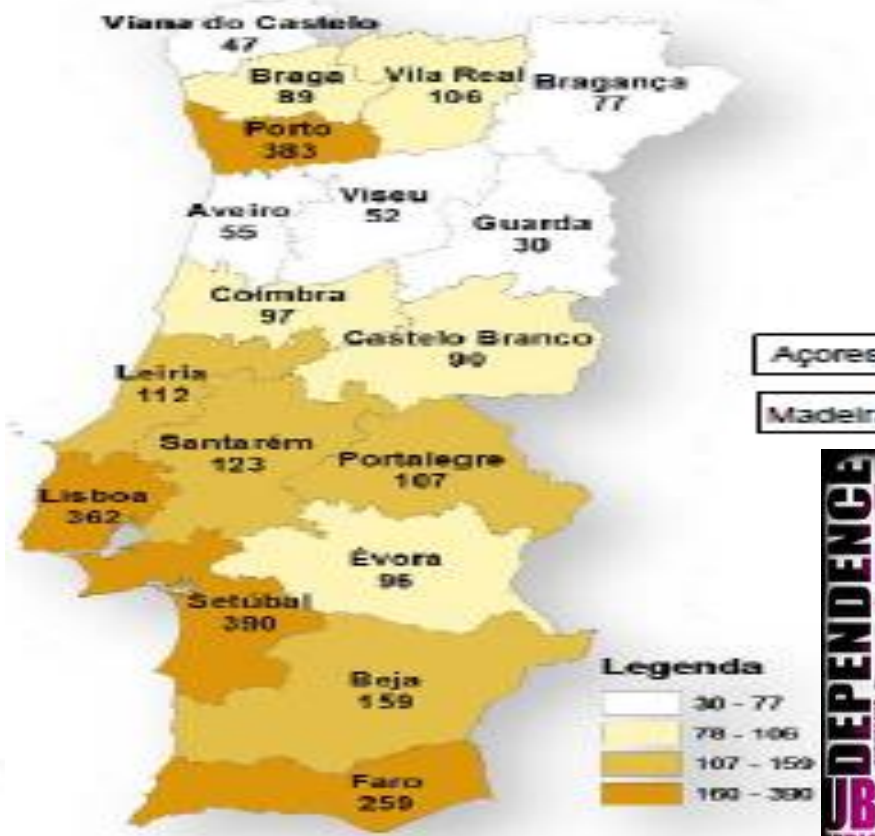 Viana do Castelo
47
Braga
89
Vila Real
106
Bragança
77
Porto
383
Aveiro
55
Viseu
52
Guarda
30
Coimbra
97
Castelo Branco
90
Leiria
112
Santarém
123
Portalegre
107
Lisboa
362
Évora
Setúbal
390
Beja
159
Faro
259
Açores
Legenda
30 - 77
78 - 106
107 - 159
160 - 390
DEPENDENCE